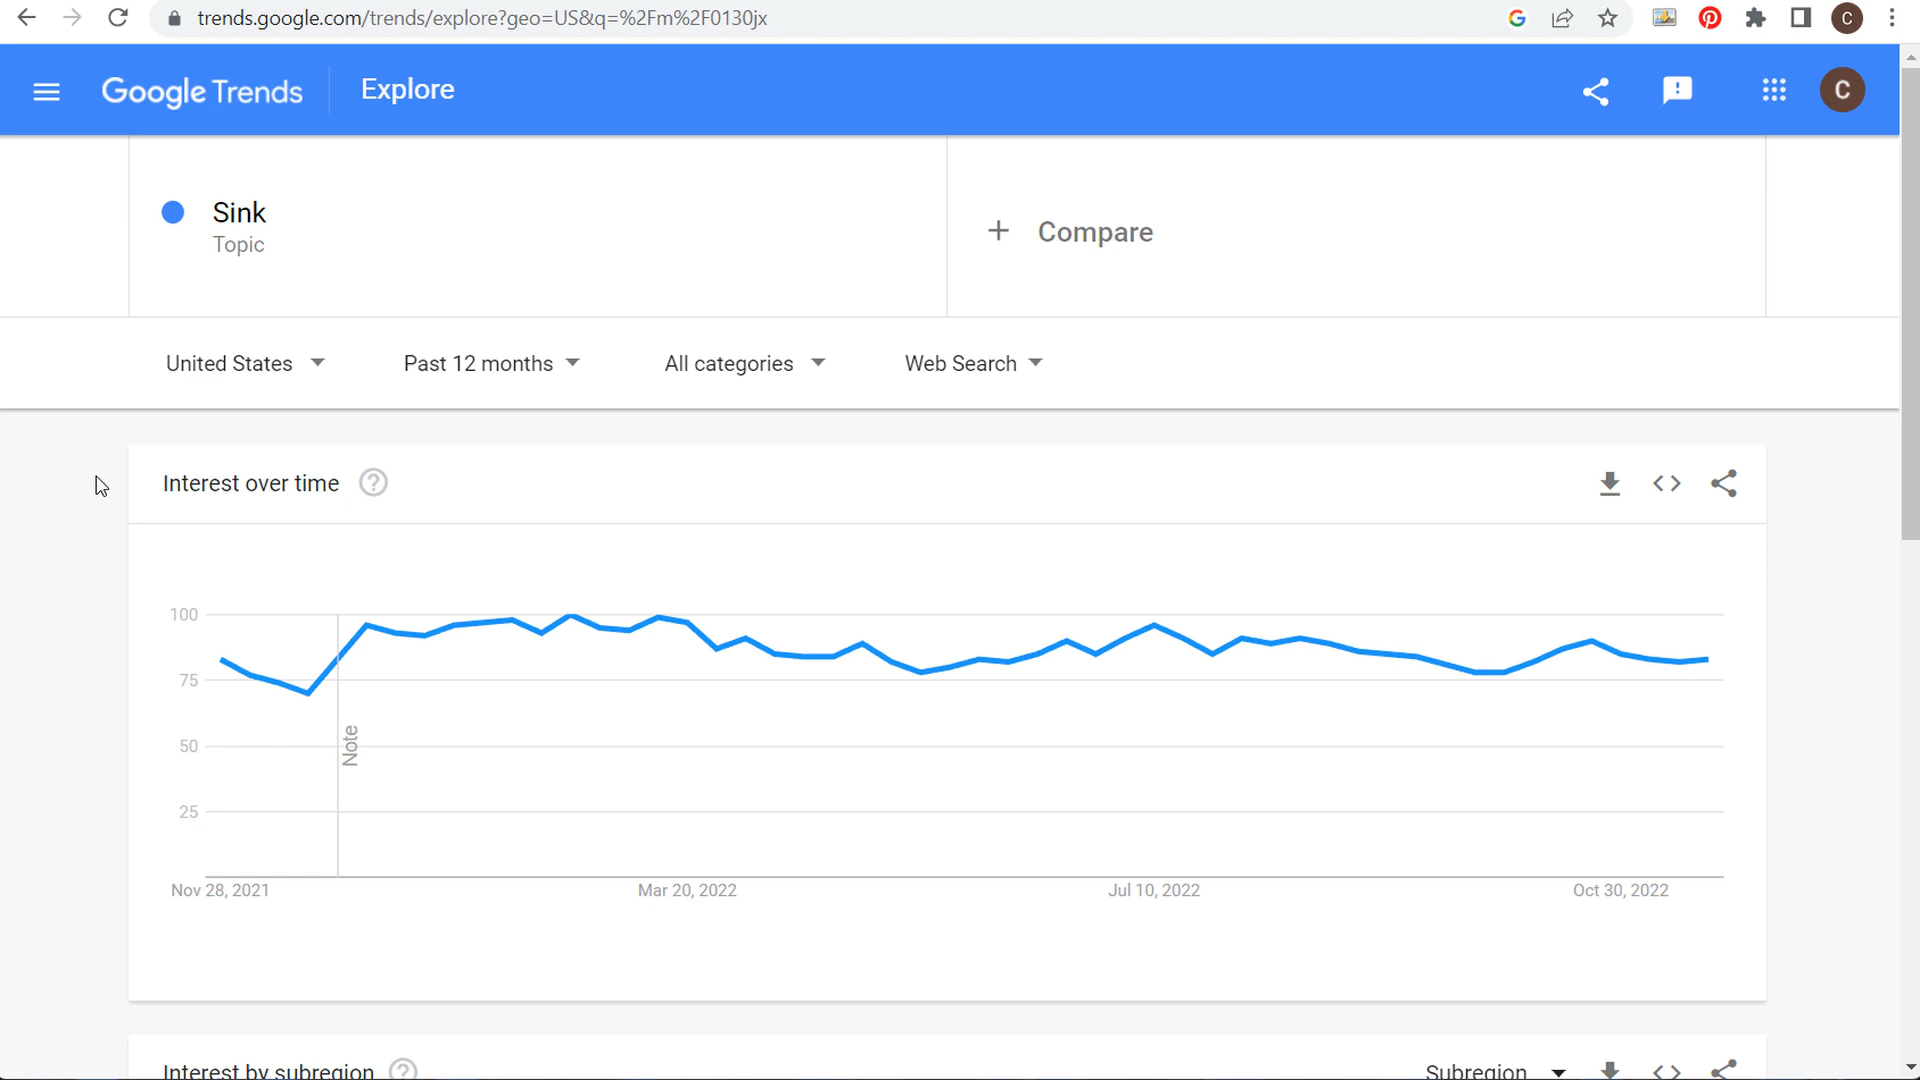 trends.google.com/trends/explore?geo=US&q=%2Fm%2F0130jx
C
Google Trends
Explore
C
Sink
Topic
+ Compare
United States
Past 12 months
All categories
Web Search
Interest over time
100
75
50
25
Note
Nov 28, 2021
Mar 20, 2022
Jul 10, 2022
Oct 30, 2022
Interest by subregion
Subregion